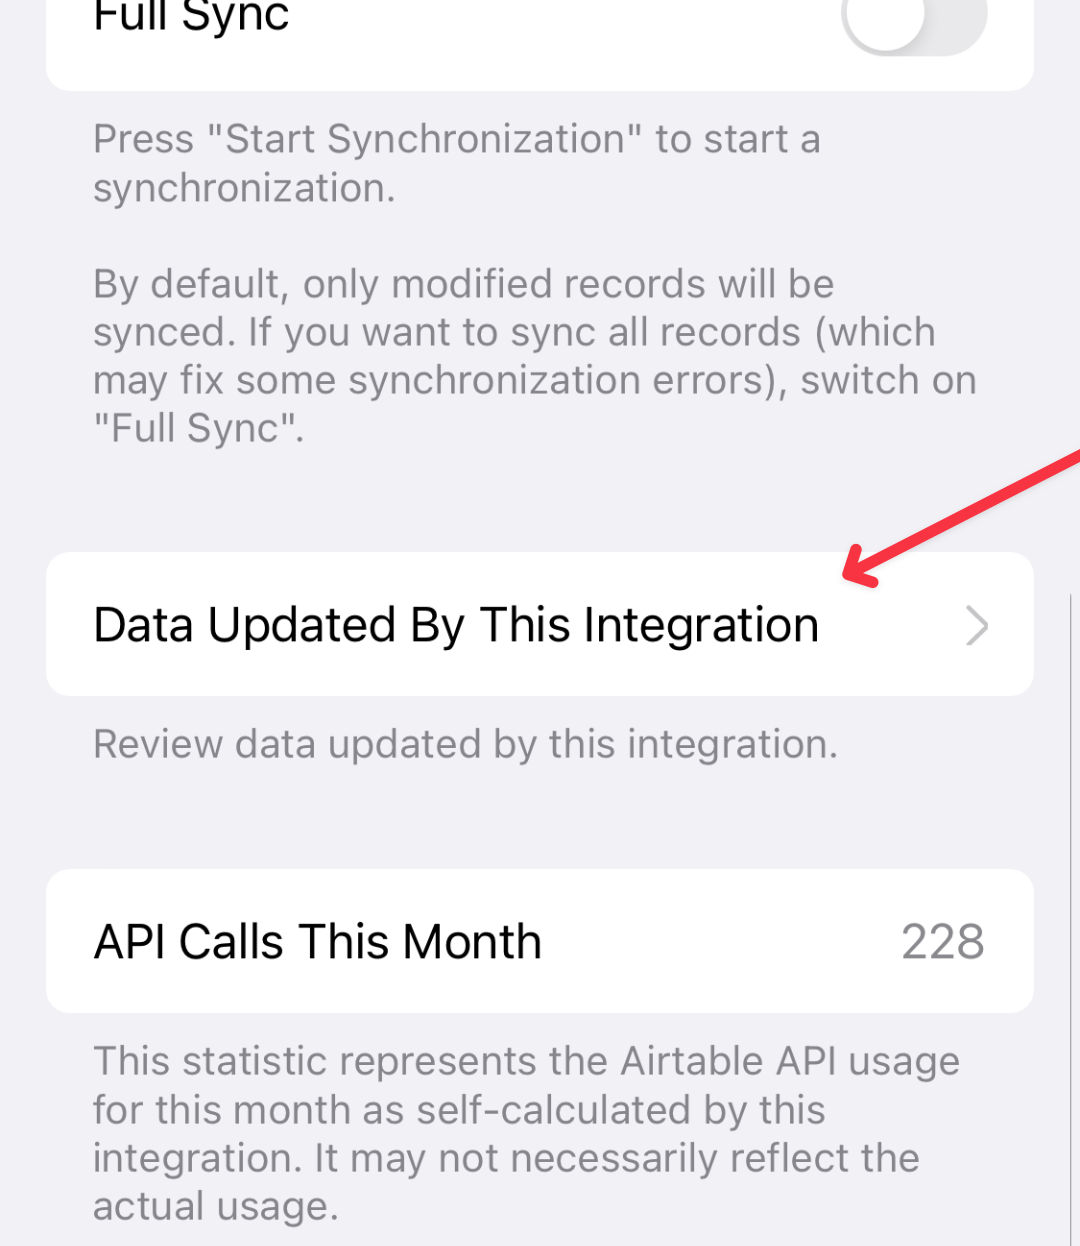 Full Sync
Press "Start Synchronization" to start a
synchronization.
By default, only modified records will be
synced. If you want to sync all records (which
may fix some synchronization errors), switch on
"Full Sync".
Data Updated By This Integration
Review data updated by this integration.
API Calls This Month 228
This statistic represents the Airtable API usage
for this month as self-calculated by this
integration. It may not necessarily reflect the
actual usage.